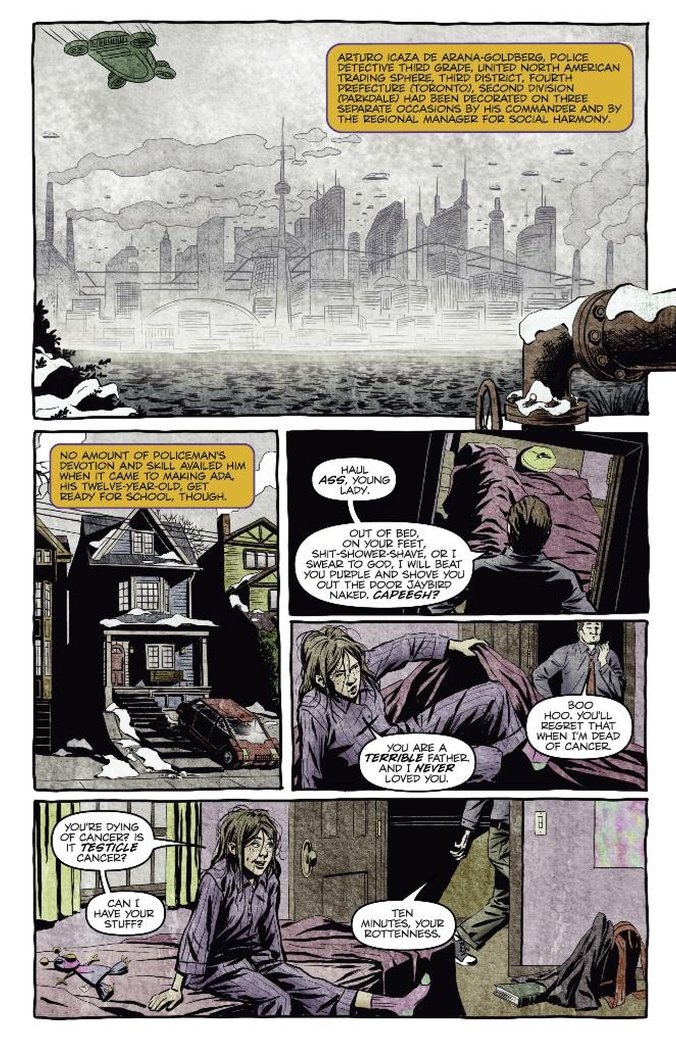 ARTURO ICAZA DE ARANA-GOLDBERG, POLICE
DETECTIVE THIRD GRADE, UNITED NORTH AMERICAN
TRADING SPHERE, THIRD DISTRICT, FOURTH
PREFECTURE (TORONTO), SECOND DIVISION
(PARKDALE) HAD BEEN DECORATED ON THREE
SEPARATE OCCASIONS BY HIS COMMANDER AND BY
THE REGIONAL MANAGER FOR SOCIAL HARMONY.
NO AMOUNT OF POLICEMAN'S
DEVOTION AND SKILL AVAILED HIM
WHEN IT CAME TO MAKING ADA,
HIS TWELVE-YEAR-OLD, GET
READY FOR SCHOOL, THOUGH.
HAUL
ASS, YOUNG
LADY.
OUT OF BED,
ON YOUR FEET,
SHIT-SHOWER-SHAVE, OR I
SWEAR TO GOD, I WILL BEAT
YOU PURPLE AND SHOVE YOU
OUT THE DOOR JAYBIRD
NAKED. CAPEESH?
YOU ARE A
TERRIBLE FATHER.
AND I NEVER
LOVED YOU.
BOO
HOO. YOU'LL
REGRET THAT
WHEN I'M DEAD
OF CANCER.
YOU'RE DYING
OF CANCER? IS
IT TESTICLE
CANCER?
CAN I
HAVE YOUR
STUFF?
TEN
MINUTES, YOUR
ROTTENNESS.